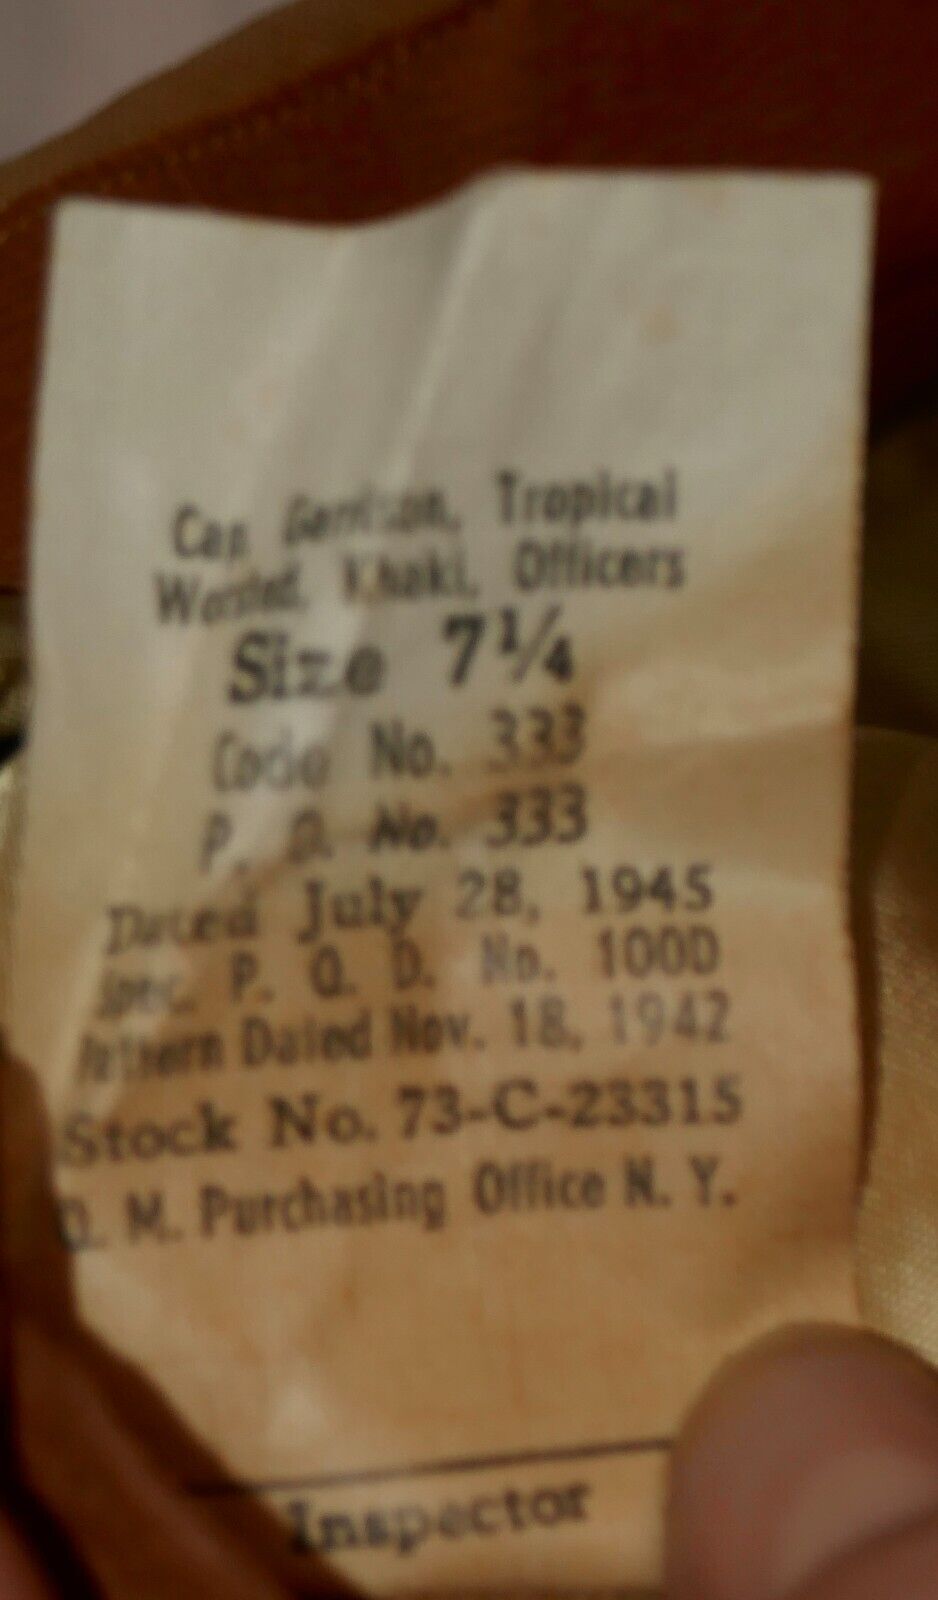 Cap, Garrison, Tropical
Worsted, Khaki, Officers
Size 7¼
Code No. 333
P. O. No. 333
Dated July 28, 1945
Spec. P. Q. D. No. 100D
Pattern Dated Nov. 18, 1942
Stock No. 73-C-23315
Q. M. Purchasing Office N. Y.
Inspector